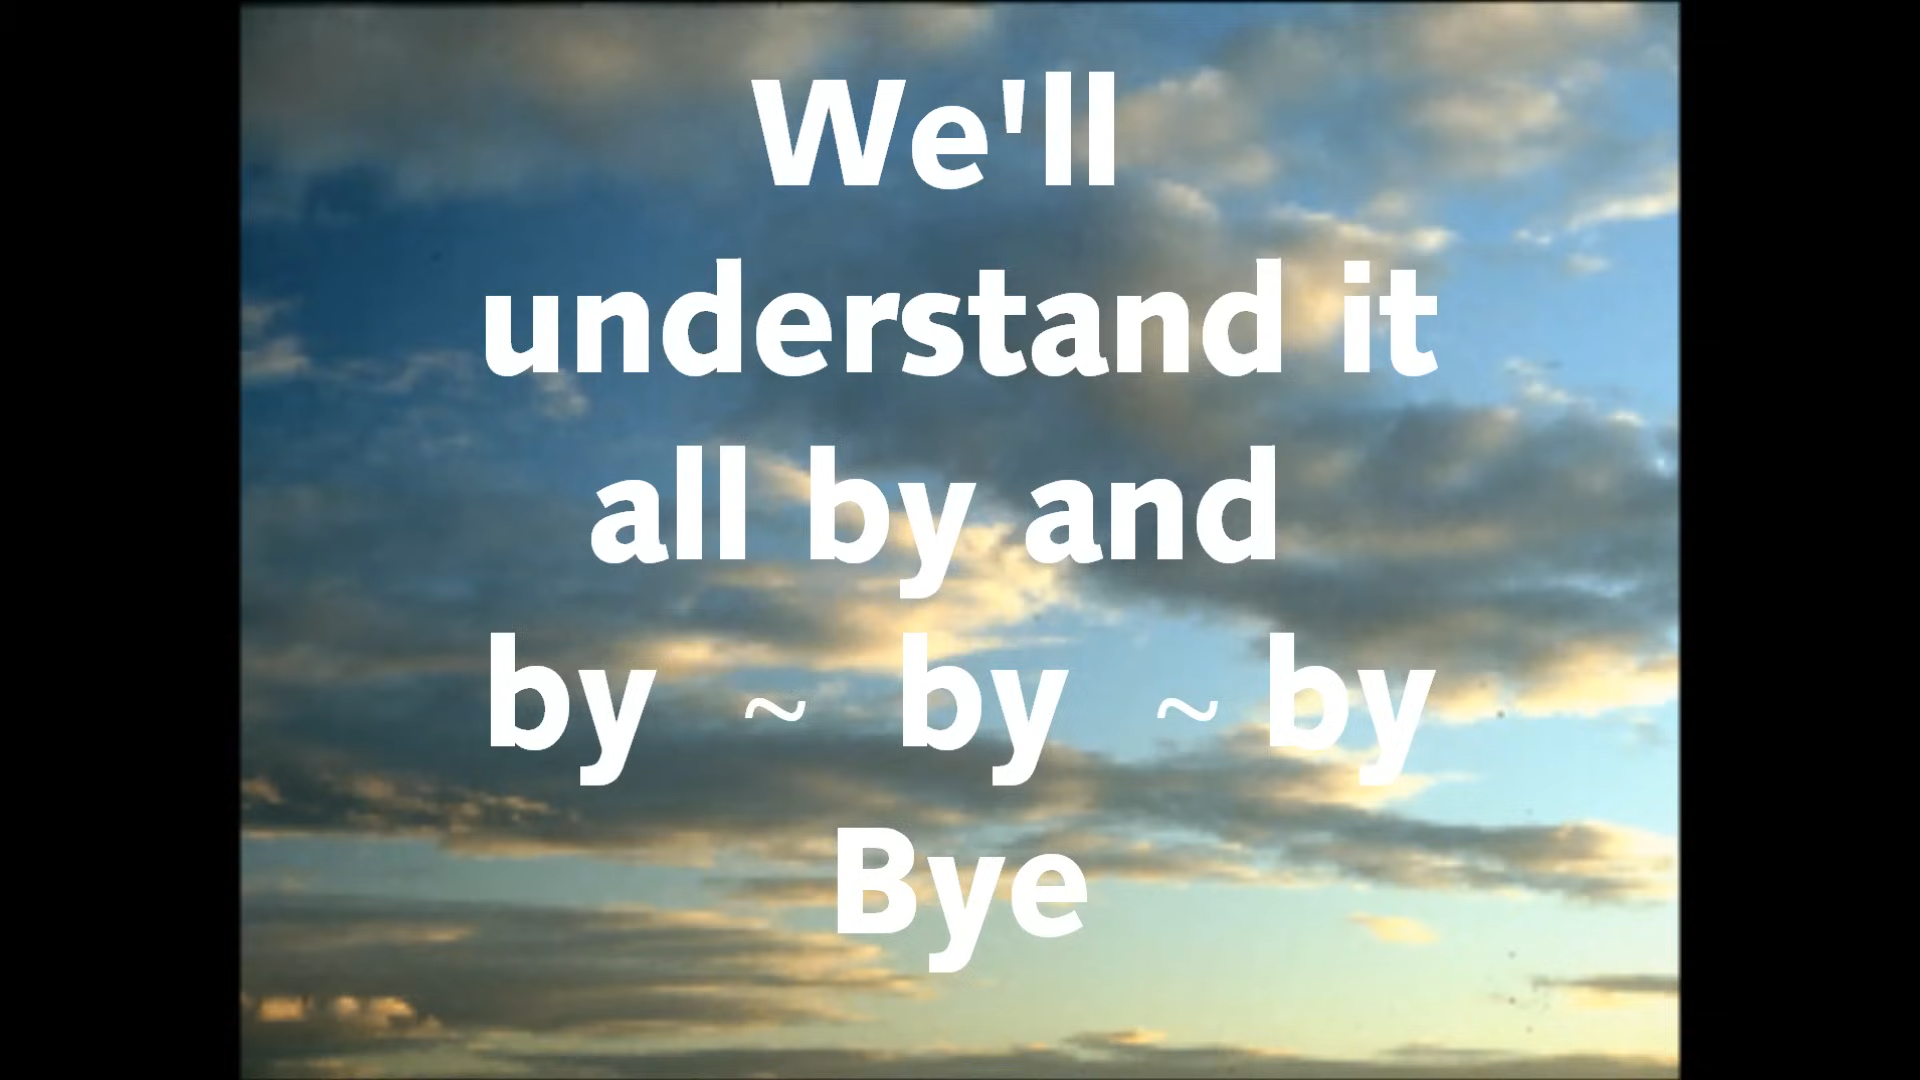 We'll
understand it
all by and
by ~ by ~ by
Bye